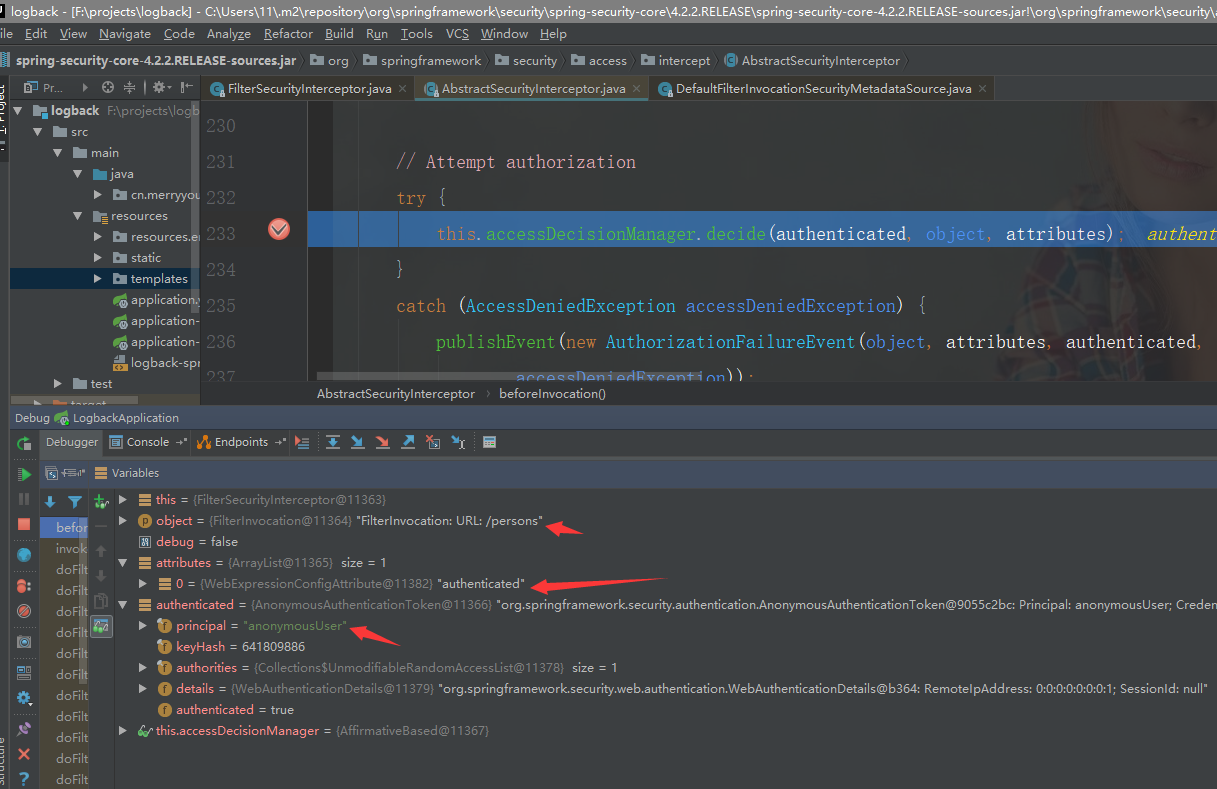 logback - [F:\projects\logback] - C:\Users\11\.m2\repository\org\springframework\security\spring-security-core\4.2.2.RELEASE\spring-security-core-4.2.2.RELEASE-sources.jar!\org\springframework\security\a
ile Edit View Navigate Code Analyze Refactor Build Run Tools VCS Window Help
spring-security-core-4.2.2.RELEASE-sources.jar org springframework security access intercept AbstractSecurityInterceptor
Pr... FilterSecurityInterceptor.java AbstractSecurityInterceptor.java DefaultFilterInvocationSecurityMetadataSource.java
logback F:\projects\logb
src
main
java
cn.merryyou
resources
resources.e
static
templates
application.
application-
application-
logback-spr
test
target
230
231 // Attempt authorization
232 try {
233 this.accessDecisionManager.decide(authenticated, object, attributes); authent
234 }
235 catch (AccessDeniedException accessDeniedException) {
236 publishEvent(new AuthorizationFailureEvent(object, attributes, authenticated,
237 accessDeniedException));
AbstractSecurityInterceptor › beforeInvocation()
Debug LogbackApplication
Debugger Console Endpoints
Variables
befor
invok
doFilt
doFilt
doFilt
doFilt
doFilt
doFilt
doFilt
doFilt
doFilt
doFilt
doFilt
this = {FilterSecurityInterceptor@11363}
object = {FilterInvocation@11364} "FilterInvocation: URL: /persons"
debug = false
attributes = {ArrayList@11365} size = 1
0 = {WebExpressionConfigAttribute@11382} "authenticated"
authenticated = {AnonymousAuthenticationToken@11366} "org.springframework.security.authentication.AnonymousAuthenticationToken@9055c2bc: Principal: anonymousUser; Creden
principal = "anonymousUser"
keyHash = 641809886
authorities = {Collections$UnmodifiableRandomAccessList@11378} size = 1
details = {WebAuthenticationDetails@11379} "org.springframework.security.web.authentication.WebAuthenticationDetails@b364: RemoteIpAddress: 0:0:0:0:0:0:0:1; SessionId: null"
authenticated = true
this.accessDecisionManager = {AffirmativeBased@11367}